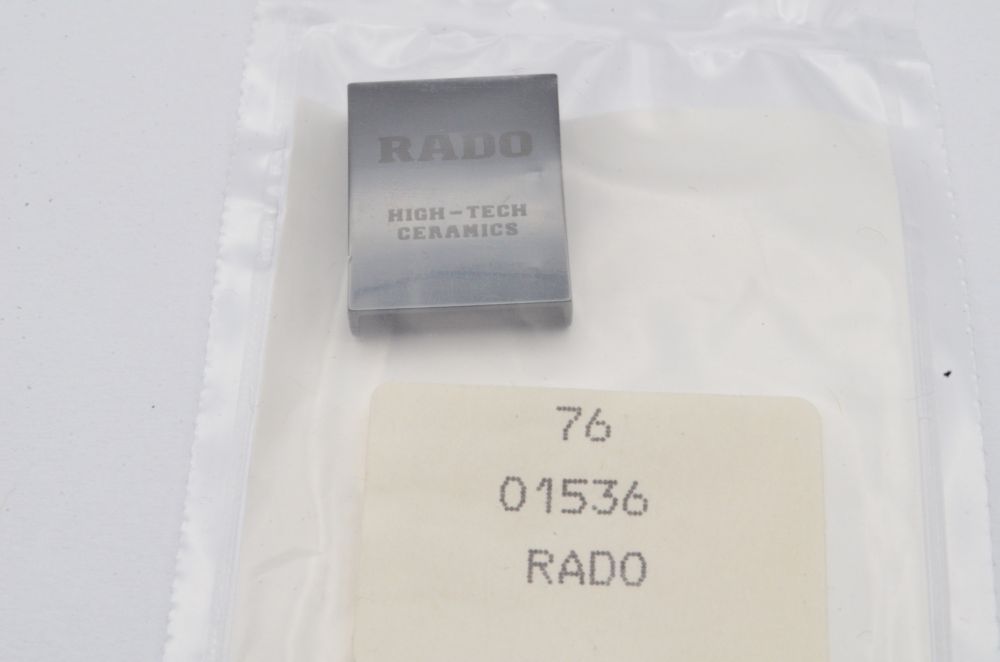 RADO
HIGH-TECH
CERAMICS
76
01536
RADO